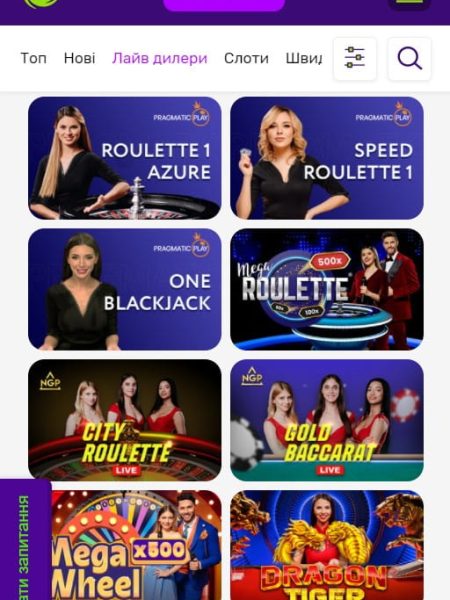 Топ Нові Лайв дилери Слоти Швид
PRAGMATIC PLAY
ROULETTE 1
AZURE
PRAGMATIC PLAY
SPEED
ROULETTE 1
PRAGMATIC PLAY
ONE
BLACKJACK
Mega
500x
ROULETTE
50x
100x
NGP
CITY
ROULETTE
LIVE
NGP
GOLD
BACCARAT
LIVE
Mega
x500
Wheel
DRAGON
TIGER
ати запитання